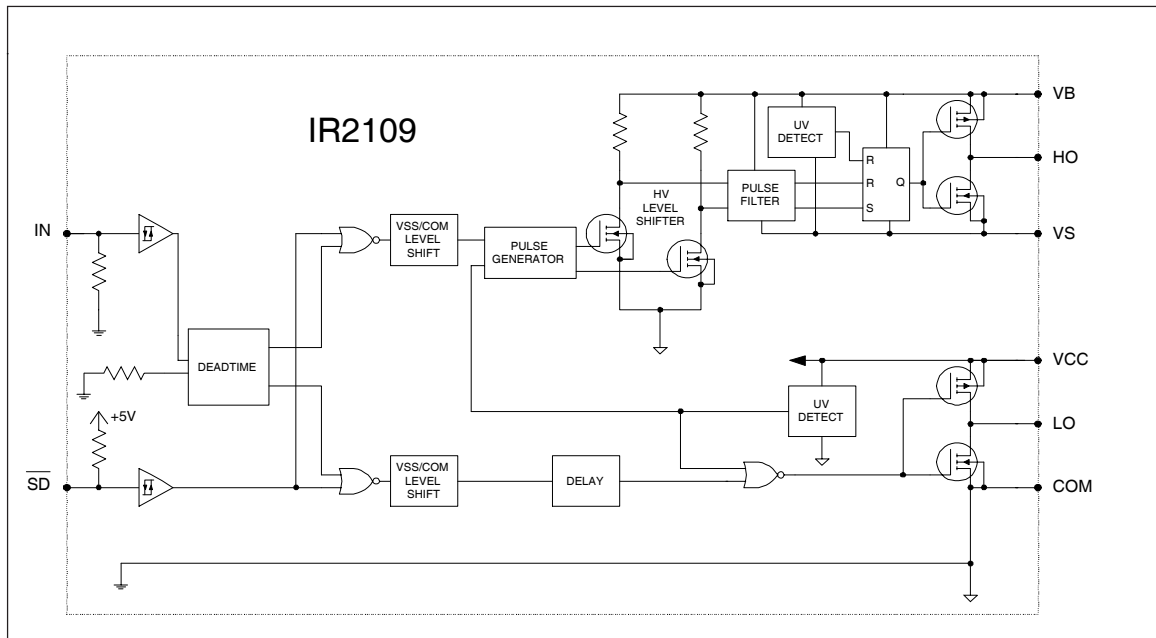 IR2109
VB
UV
DETECT
R
R
S
Q
HO
PULSE
FILTER
HV
LEVEL
SHIFTER
VS
IN
VSS/COM
LEVEL
SHIFT
PULSE
GENERATOR
DEADTIME
+5V
VCC
UV
DETECT
LO
SD
VSS/COM
LEVEL
SHIFT
DELAY
COM